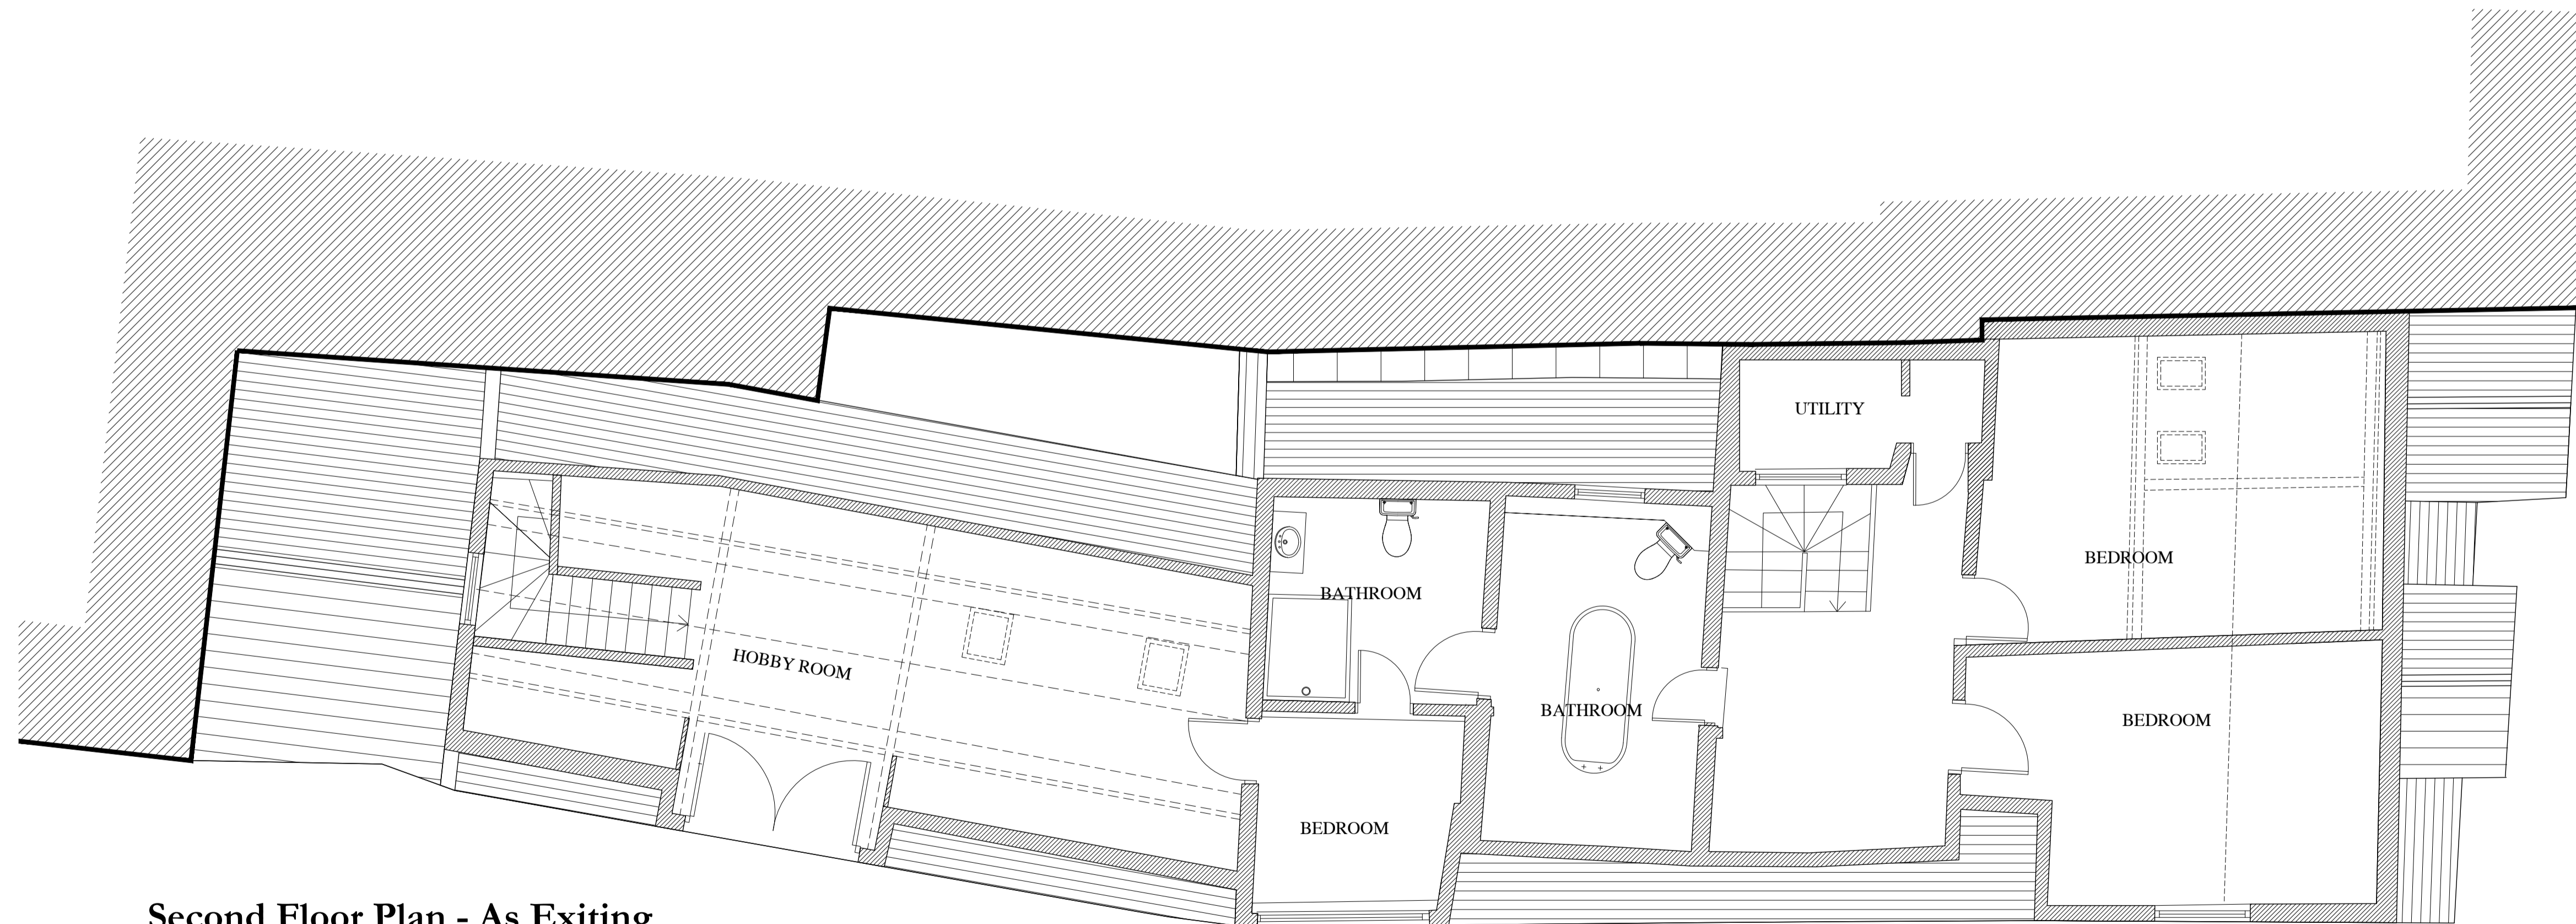 UTILITY
BEDROOM
BATHROOM
HOBBY ROOM
BATHROOM
BEDROOM
BEDROOM
Second Floor Plan - As Exiting